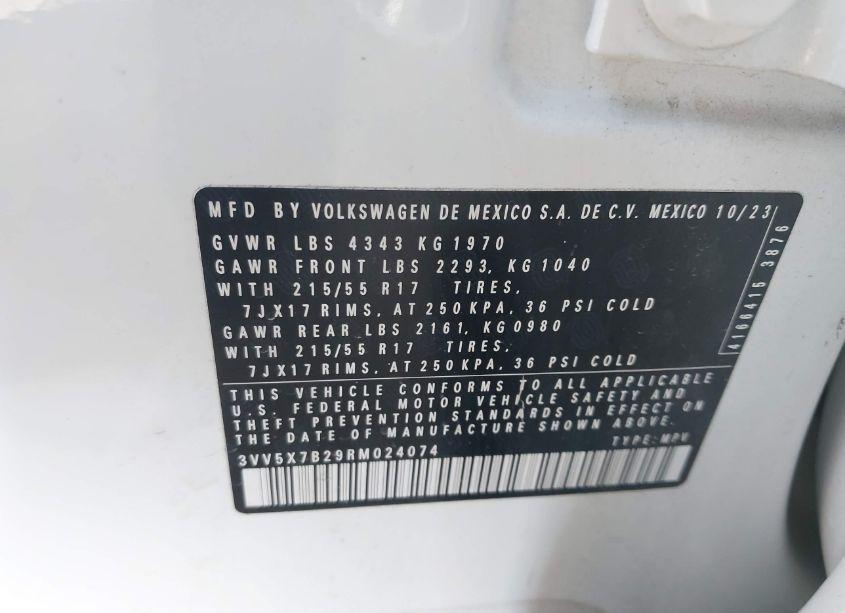 MFD BY VOLKSWAGEN DE MEXICO S.A. DE C.V. MEXICO 10/23
GVWR LBS 4343 KG 1970
GAWR FRONT LBS 2293, KG 1040
WITH 215/55 R17 TIRES,
7JX17 RIMS, AT 250 KPA, 36 PSI COLD
GAWR REAR LBS 2161, KG 0980
WITH 215/55 R17 TIRES,
7JX17 RIMS, AT 250 KPA, 36 PSI COLD
4166415 3876
THIS VEHICLE CONFORMS TO ALL APPLICABLE
U.S. FEDERAL MOTOR VEHICLE SAFETY AND
THEFT PREVENTION STANDARDS IN EFFECT ON
THE DATE OF MANUFACTURE SHOWN ABOVE.
TYPE: MPV
3VV5X7B29RM024074